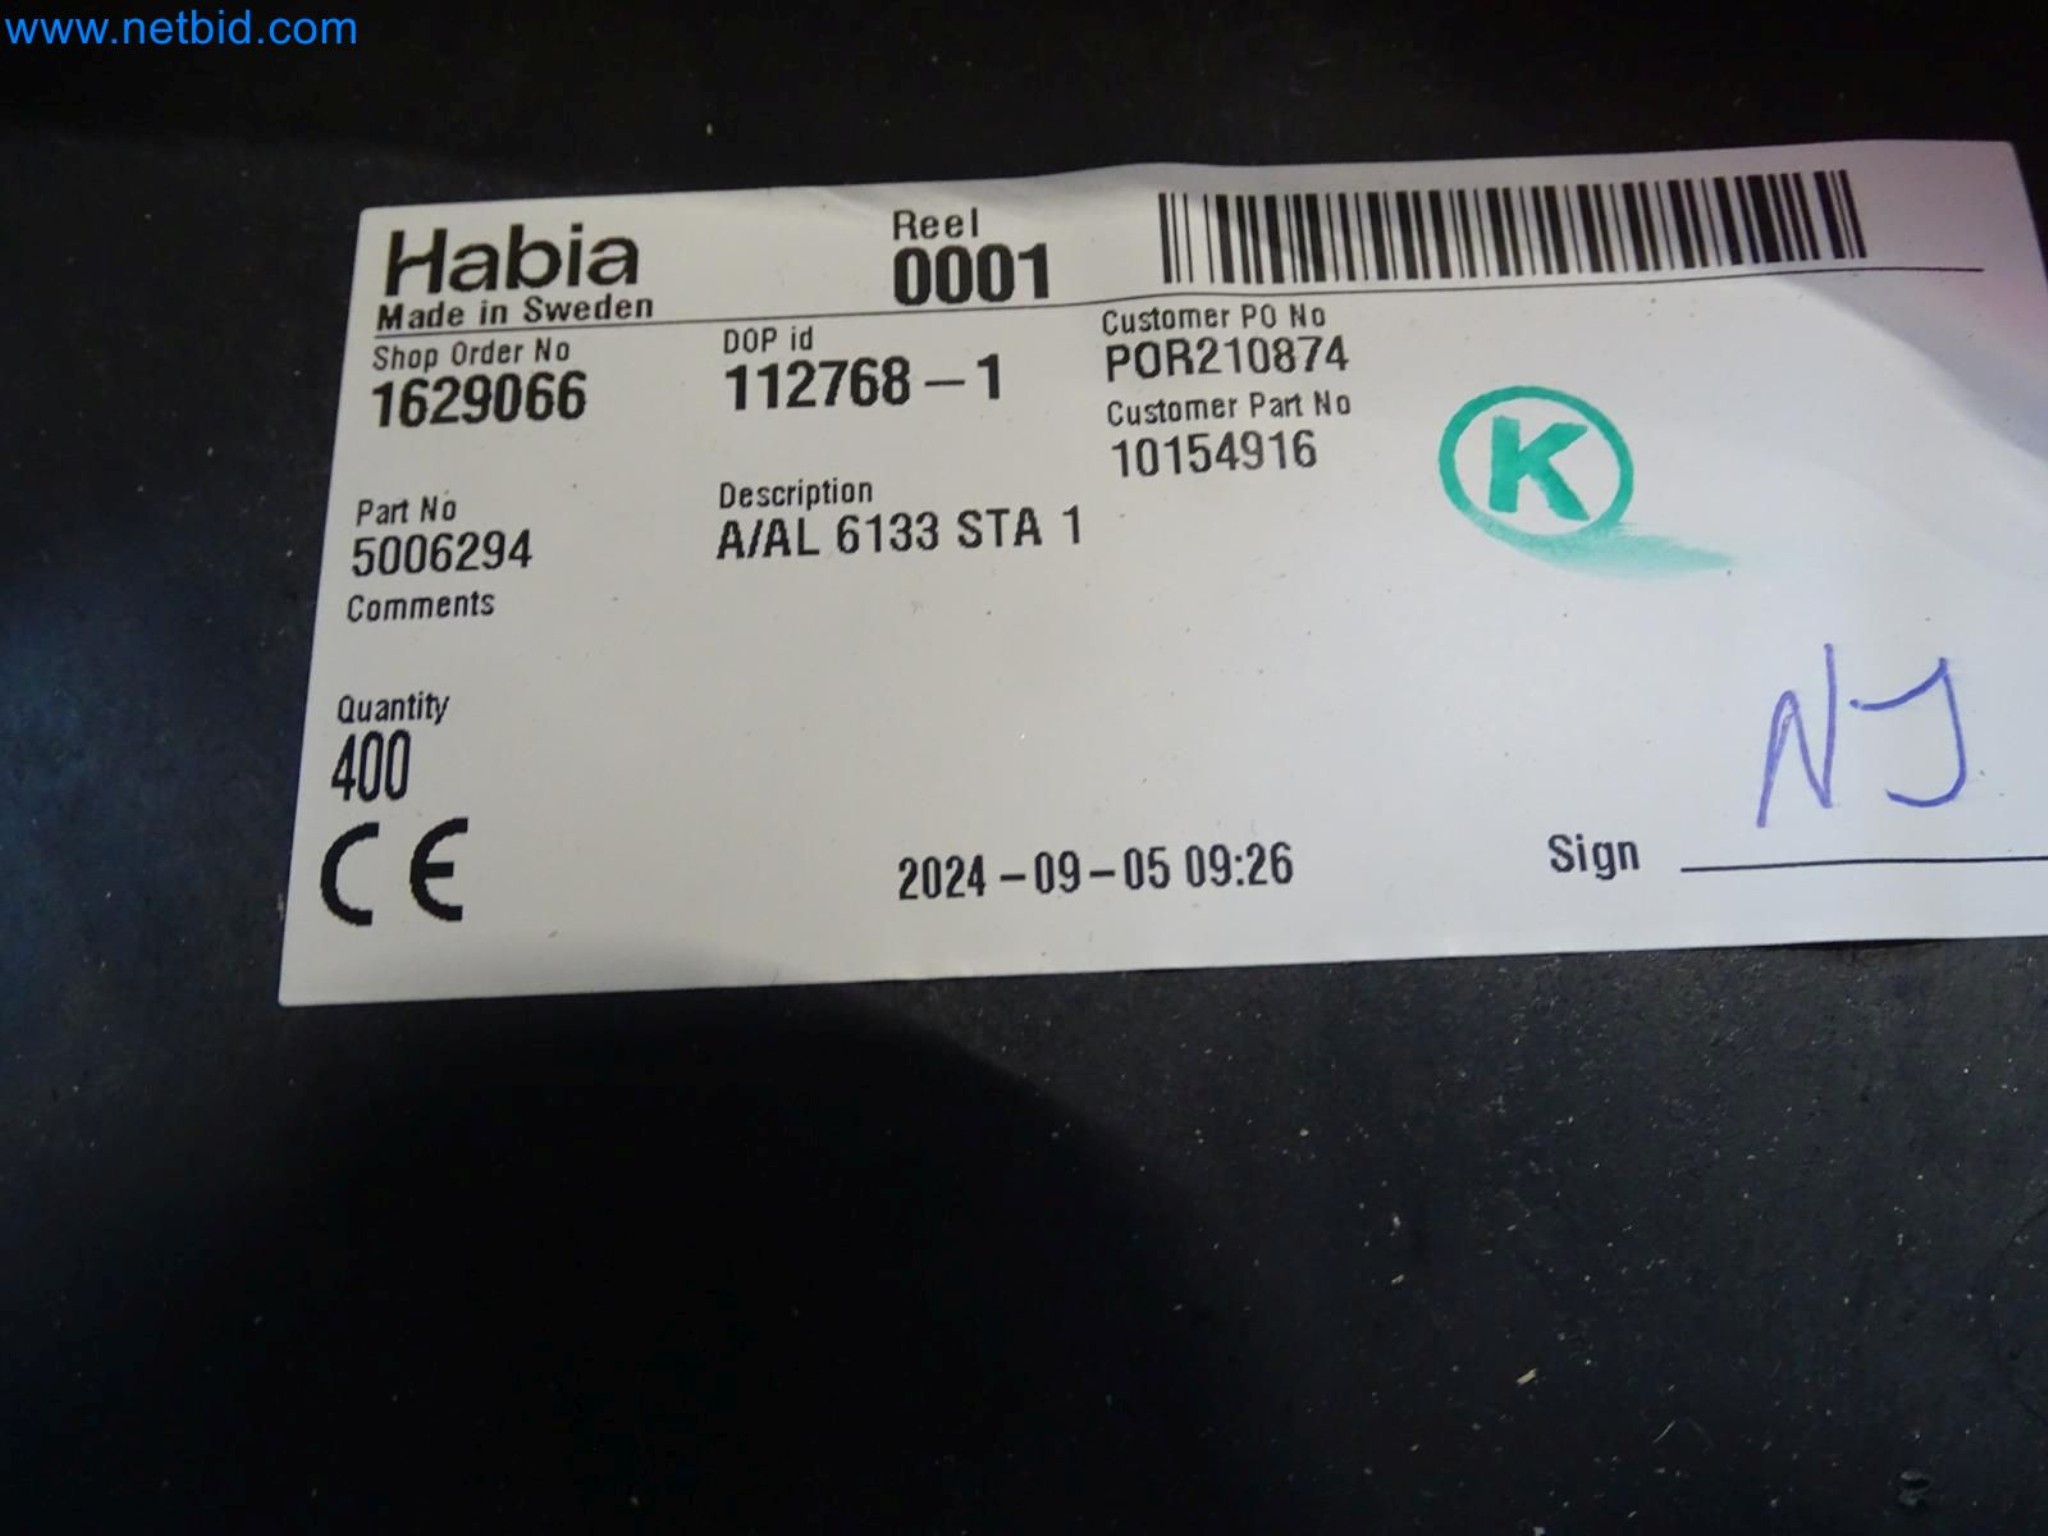 www.netbid.com
Habia
Made in Sweden
Reel
0001
Shop Order No
1629066
DOP id
112768-1
Customer PO No
POR210874
Customer Part No
10154916
K
Part No
5006294
Description
A/AL 6133 STA 1
Comments
Quantity
400
CE
2024-09-05 09:26
Sign
NJ